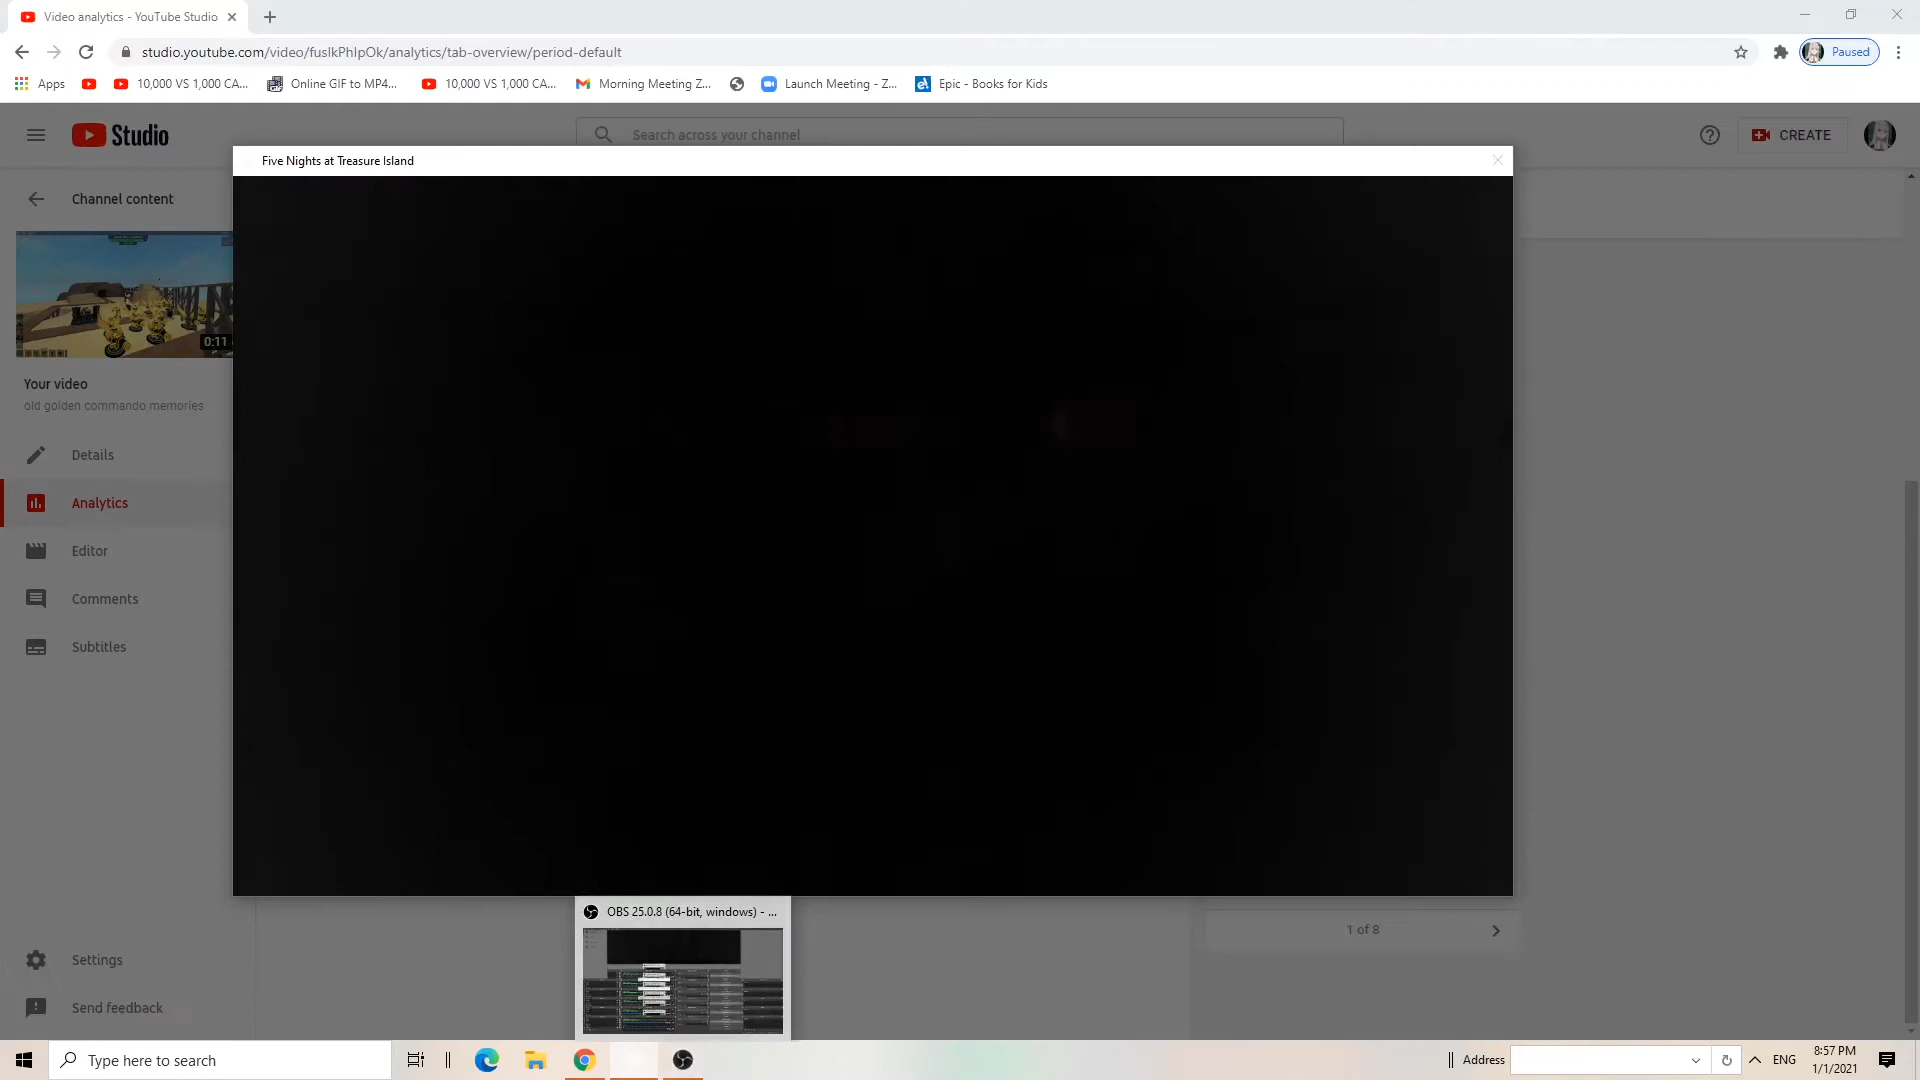 Video analytics - YouTube Studio
studio.youtube.com/video/fuslkPhlpOk/analytics/tab-overview/period-default
Paused
Apps
10,000 VS 1,000 CA...
Online GIF to MP4...
10,000 VS 1,000 CA...
Morning Meeting Z...
Launch Meeting - Z...
Epic - Books for Kids
Studio
Search across your channel
CREATE
Five Nights at Treasure Island
Channel content
0:11
Your video
old golden commando memories
Details
Analytics
Editor
Comments
Subtitles
OBS 25.0.8 (64-bit, windows) - ...
1 of 8
Settings
Send feedback
Type here to search
Address
ENG
8:57 PM
1/1/2021